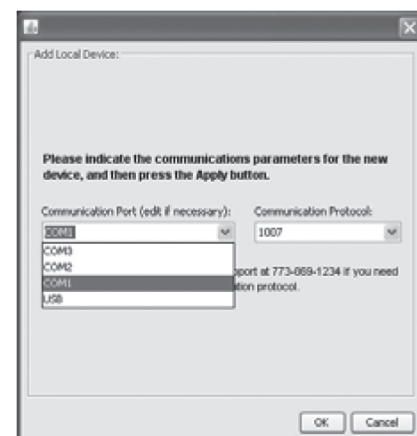 Add Local Device:
Please indicate the communications parameters for the new
device, and then press the Apply button.
Communication Port (edit if necessary): Communication Protocol:
COM1 1007
COM3
COM2
port at 773-869-1234 if you need
COM1
tion protocol.
USB
OK Cancel